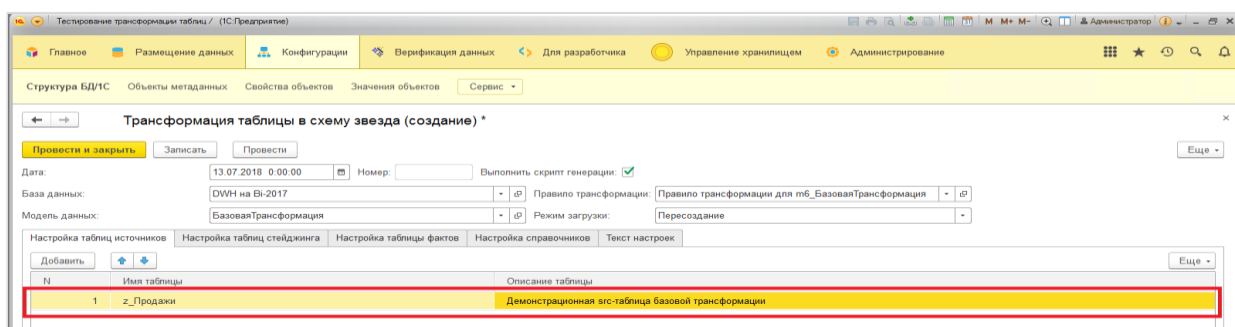 1С Тестирование трансформации таблиц / (1С:Предприятие) M M+ M- Администратор
Главное Размещение данных Конфигурации Верификация данных Для разработчика Управление хранилищем Администрирование
Структура БД/1С Объекты метаданных Свойства объектов Значения объектов Сервис
Трансформация таблицы в схему звезда (создание) *
Провести и закрыть Записать Провести Еще
Дата: 13.07.2018 0:00:00 Номер: Выполнить скрипт генерации:
База данных: DWH на Bi-2017 Правило трансформации: Правило трансформации для m6_БазоваяТрансформация
Модель данных: БазоваяТрансформация Режим загрузки: Пересоздание
Настройка таблиц источников Настройка таблиц стейджинга Настройка таблицы фактов Настройка справочников Текст настроек
Добавить Еще
N Имя таблицы Описание таблицы
1 z_Продажи Демонстрационная src-таблица базовой трансформации